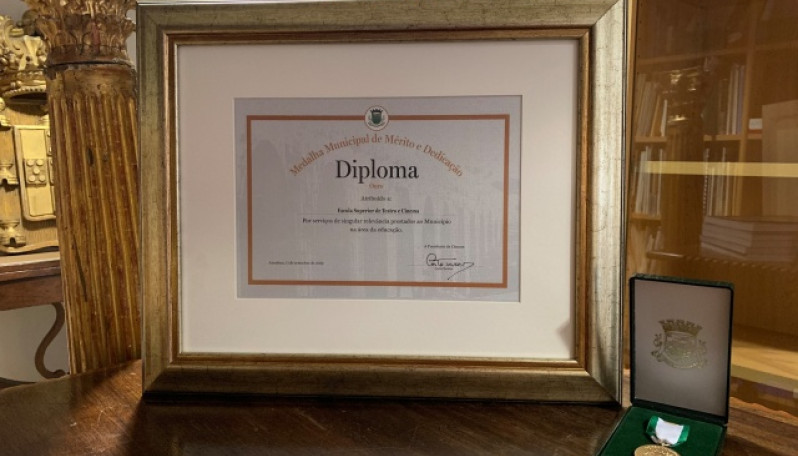 Medalha Municipal de Mérito e Dedicação
Diploma
Ouro
Atribuído a:
Escola Superior de Teatro e Cinema
Por serviços de singular relevância prestados ao Município
na área da educação.